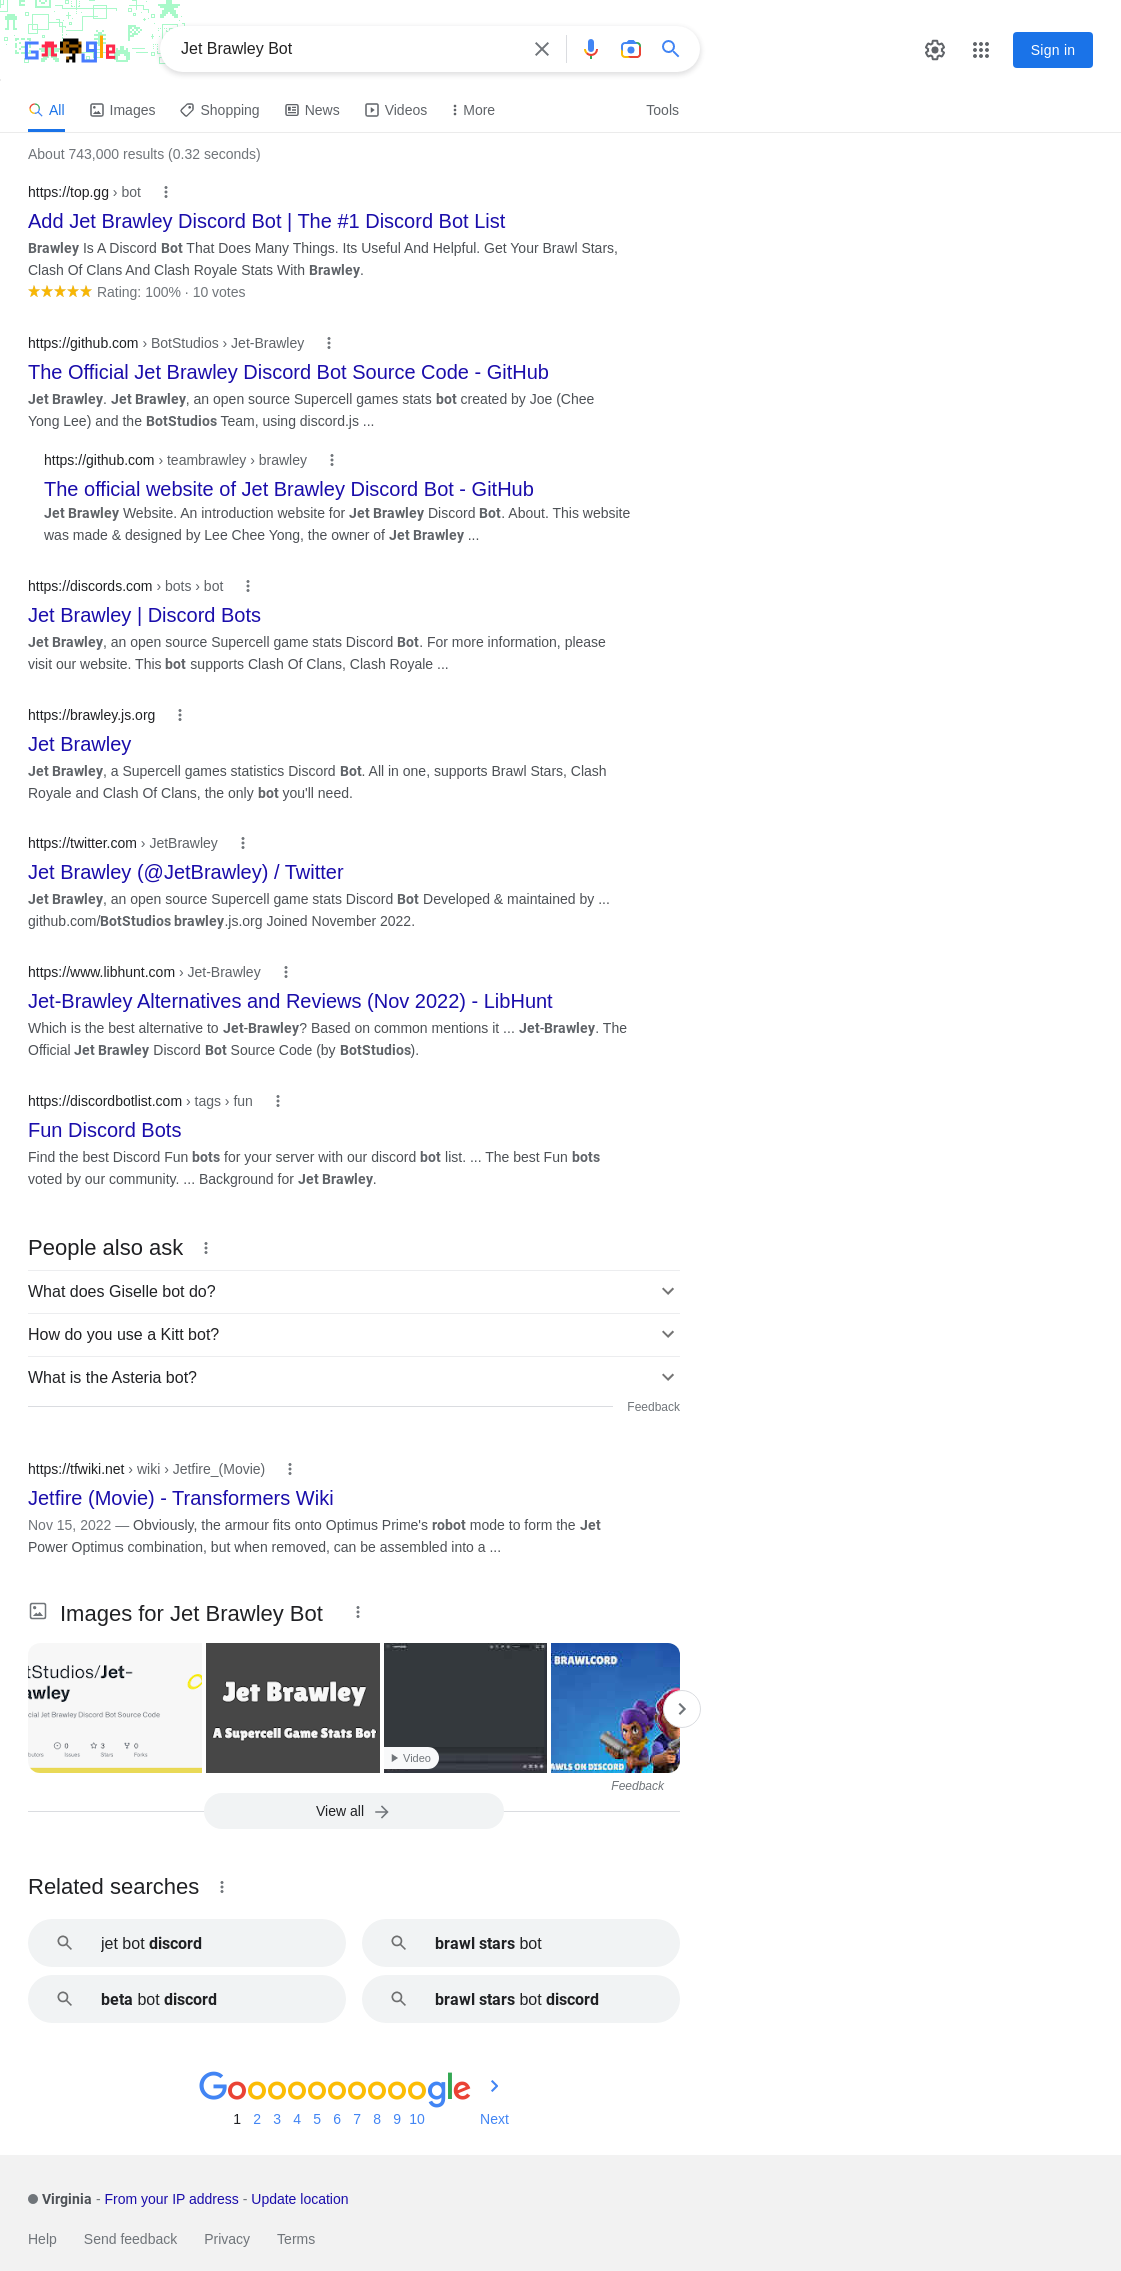 Google
Jet Brawley Bot
Sign in
All Images Shopping News Videos More Tools
About 743,000 results (0.32 seconds)
https://top.gg › bot
Add Jet Brawley Discord Bot | The #1 Discord Bot List
Brawley Is A Discord Bot That Does Many Things. Its Useful And Helpful. Get Your Brawl Stars,
Clash Of Clans And Clash Royale Stats With Brawley.
Rating: 100% · 10 votes
https://github.com › BotStudios › Jet-Brawley
The Official Jet Brawley Discord Bot Source Code - GitHub
Jet Brawley. Jet Brawley, an open source Supercell games stats bot created by Joe (Chee
Yong Lee) and the BotStudios Team, using discord.js ...
https://github.com › teambrawley › brawley
The official website of Jet Brawley Discord Bot - GitHub
Jet Brawley Website. An introduction website for Jet Brawley Discord Bot. About. This website
was made & designed by Lee Chee Yong, the owner of Jet Brawley ...
https://discords.com › bots › bot
Jet Brawley | Discord Bots
Jet Brawley, an open source Supercell game stats Discord Bot. For more information, please
visit our website. This bot supports Clash Of Clans, Clash Royale ...
https://brawley.js.org
Jet Brawley
Jet Brawley, a Supercell games statistics Discord Bot. All in one, supports Brawl Stars, Clash
Royale and Clash Of Clans, the only bot you'll need.
https://twitter.com › JetBrawley
Jet Brawley (@JetBrawley) / Twitter
Jet Brawley, an open source Supercell game stats Discord Bot Developed & maintained by ...
github.com/BotStudios brawley.js.org Joined November 2022.
https://www.libhunt.com › Jet-Brawley
Jet-Brawley Alternatives and Reviews (Nov 2022) - LibHunt
Which is the best alternative to Jet-Brawley? Based on common mentions it ... Jet-Brawley. The
Official Jet Brawley Discord Bot Source Code (by BotStudios).
https://discordbotlist.com › tags › fun
Fun Discord Bots
Find the best Discord Fun bots for your server with our discord bot list. ... The best Fun bots
voted by our community. ... Background for Jet Brawley.
People also ask
What does Giselle bot do?
How do you use a Kitt bot?
What is the Asteria bot?
Feedback
https://tfwiki.net › wiki › Jetfire_(Movie)
Jetfire (Movie) - Transformers Wiki
Nov 15, 2022 — Obviously, the armour fits onto Optimus Prime's robot mode to form the Jet
Power Optimus combination, but when removed, can be assembled into a ...
Images for Jet Brawley Bot
tStudios/Jet-
awley
cial Jet Brawley Discord Bot Source Code
0 3 0
butors Issues Stars Forks
Jet Brawley
A Supercell Game Stats Bot
Video
BRAWLCORD
AWLS ON DISCORD
Feedback
View all
Related searches
jet bot discord
brawl stars bot
beta bot discord
brawl stars bot discord
Goooooooooogle
1 2 3 4 5 6 7 8 9 10 Next
Virginia - From your IP address - Update location
Help Send feedback Privacy Terms